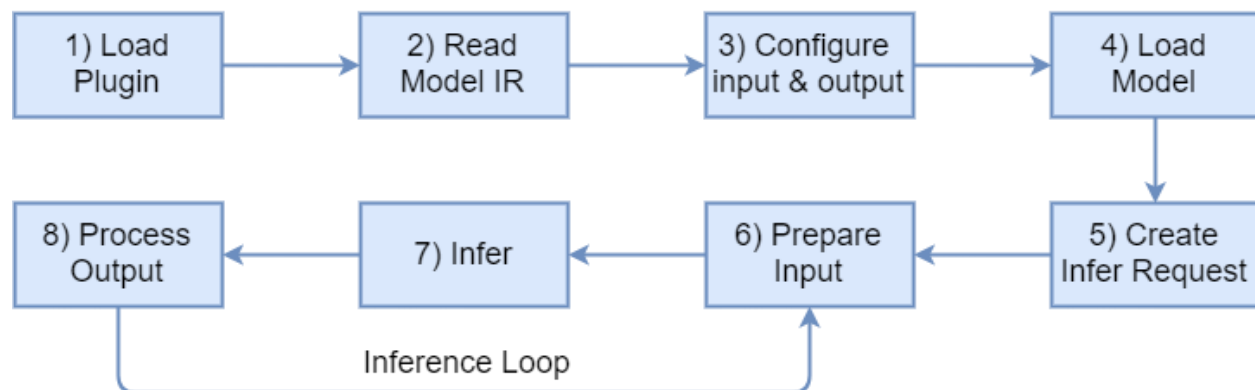 1) Load
Plugin
2) Read
Model IR
3) Configure
input & output
4) Load
Model
5) Create
Infer Request
6) Prepare
Input
7) Infer
8) Process
Output
Inference Loop